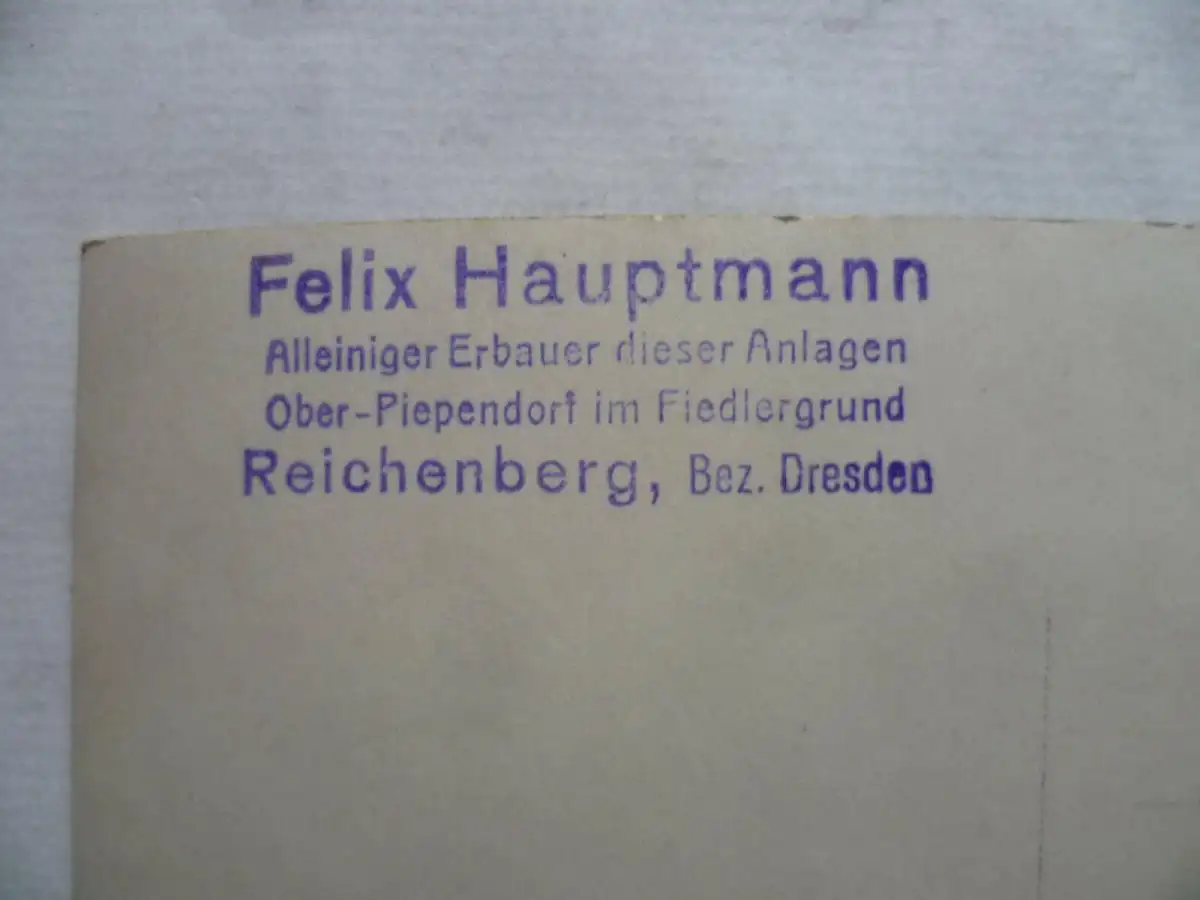 Felix Hauptmann
Alleiniger Erbauer dieser Anlagen
Ober-Piependorf im Fiedlergrund
Reichenberg, Bez. Dresden